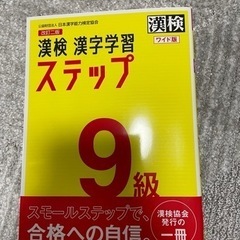 公益財団法人 日本漢字能力検定協会
漢検
ワイド版
改訂二版
漢検 漢字学習
ステップ
9級
スモールステップで、
合格への自信
漢検協会
発行の
一冊